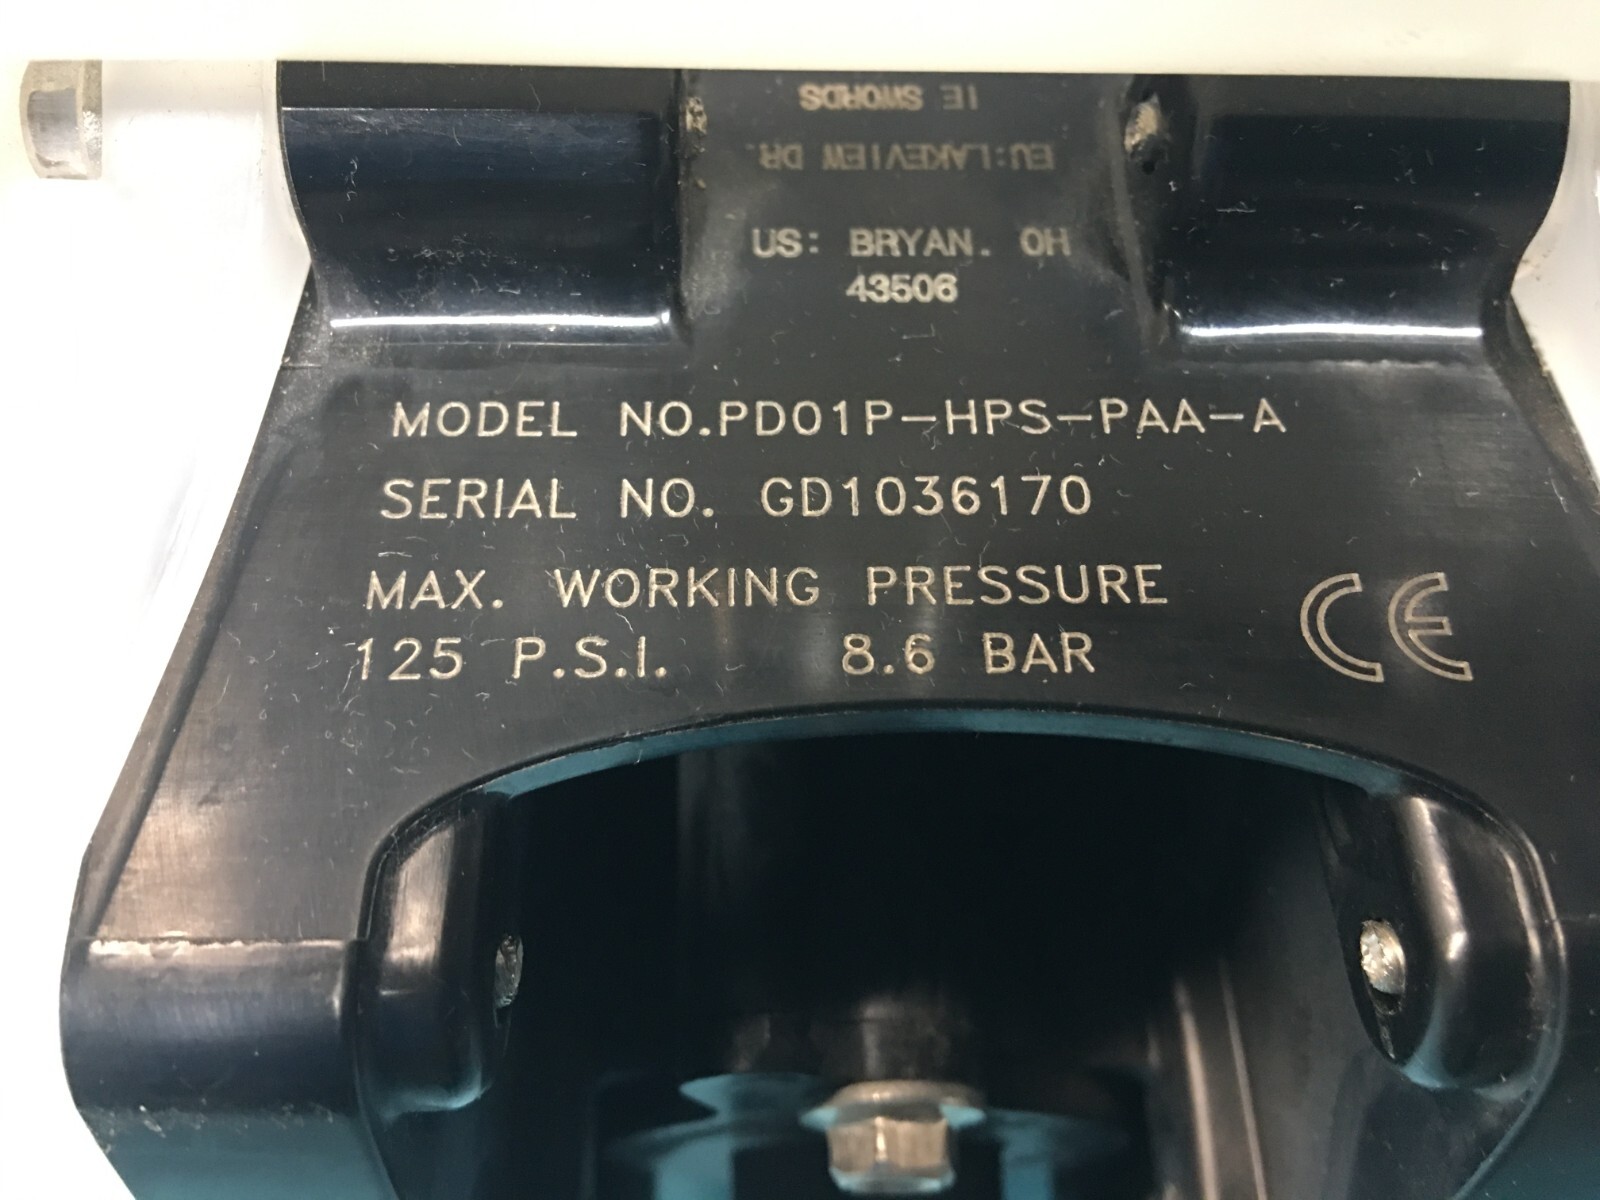 IE SWORDS
EU:LAKEVIEW DR.
US: BRYAN. OH
43506
MODEL NO.PD01P-HPS-PAA-A
SERIAL NO. GD1036170
MAX. WORKING PRESSURE
125 P.S.I. 8.6 BAR
CE